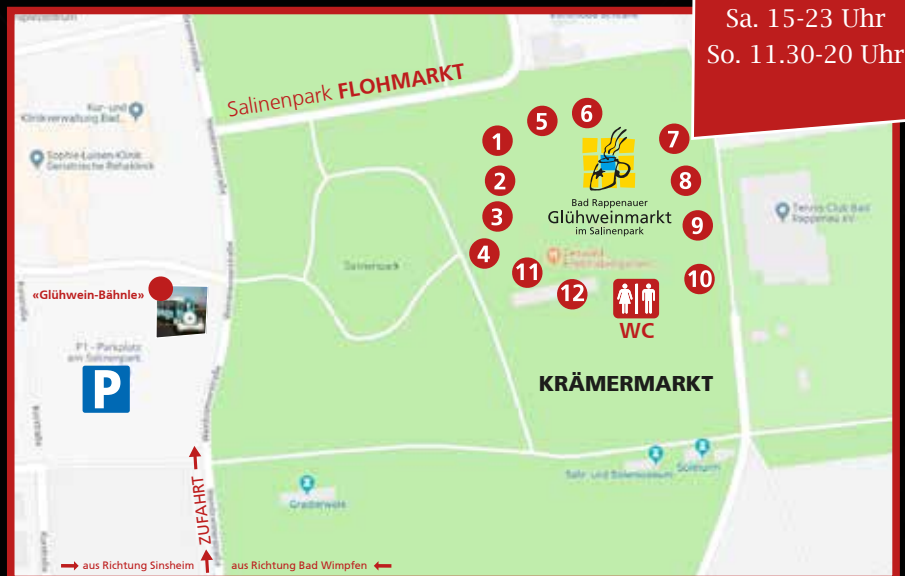 Sa. 15-23 Uhr
So. 11.30-20 Uhr
Salinenpark FLOHMARKT
Kur- und
Klinikverwaltung Bad...
Sophie-Luisen-Klinik
Geriatrische Rehaklinik
1
2
3
4
5
6
7
8
9
10
11
12
Bad Rappenauer
Glühweinmarkt
im Salinenpark
Tennis Club Bad
Rappenau eV
Salinenpark
WC
KRÄMERMARKT
«Glühwein-Bähnle»
P1 - Parkplatz
am Salinenpark
P
ZUFAHRT
Gradierwerk
Salz- und Bohrmuseum
Solturm
aus Richtung Sinsheim
aus Richtung Bad Wimpfen